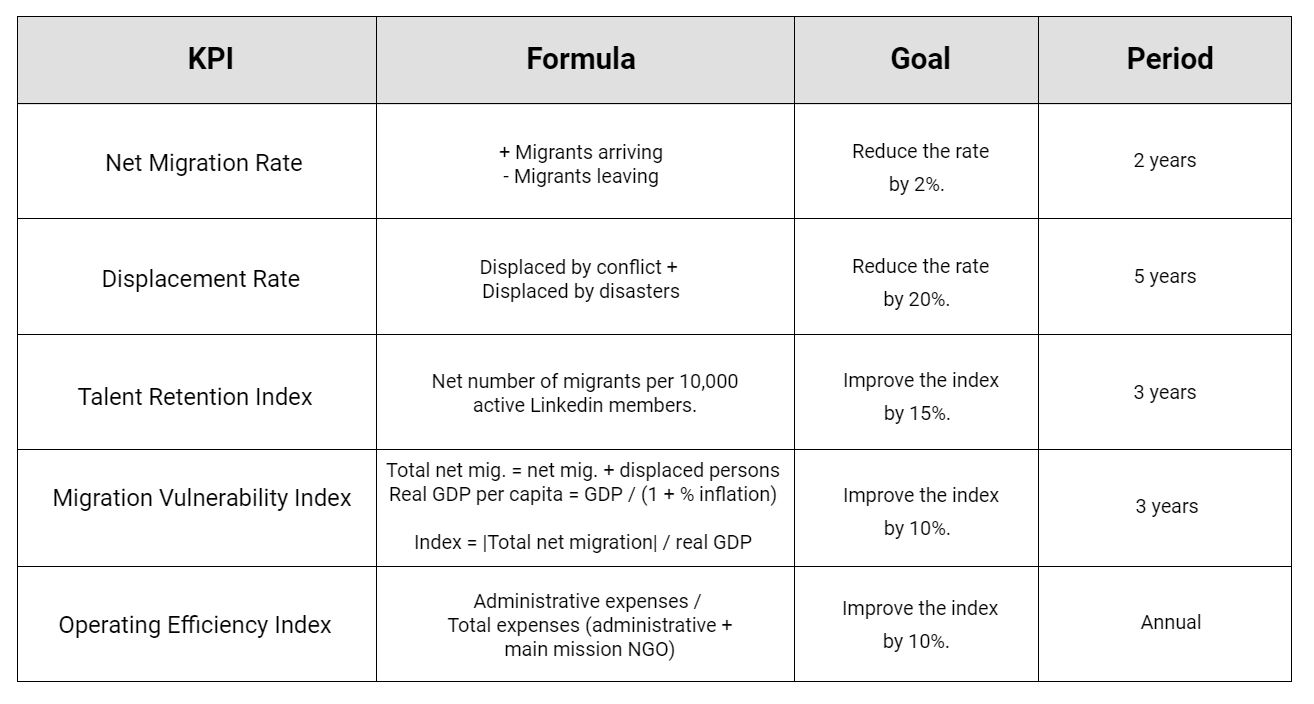 KPI
Formula
Goal
Period
Net Migration Rate
+ Migrants arriving
- Migrants leaving
Reduce the rate
by 2%.
2 years
Displacement Rate
Displaced by conflict +
Displaced by disasters
Reduce the rate
by 20%.
5 years
Talent Retention Index
Net number of migrants per 10,000
active Linkedin members.
Improve the index
by 15%.
3 years
Migration Vulnerability Index
Total net mig. = net mig. + displaced persons
Real GDP per capita = GDP / (1 + % inflation)
Index = |Total net migration| / real GDP
Improve the index
by 10%.
3 years
Operating Efficiency Index
Administrative expenses /
Total expenses (administrative +
main mission NGO)
Improve the index
by 10%.
Annual